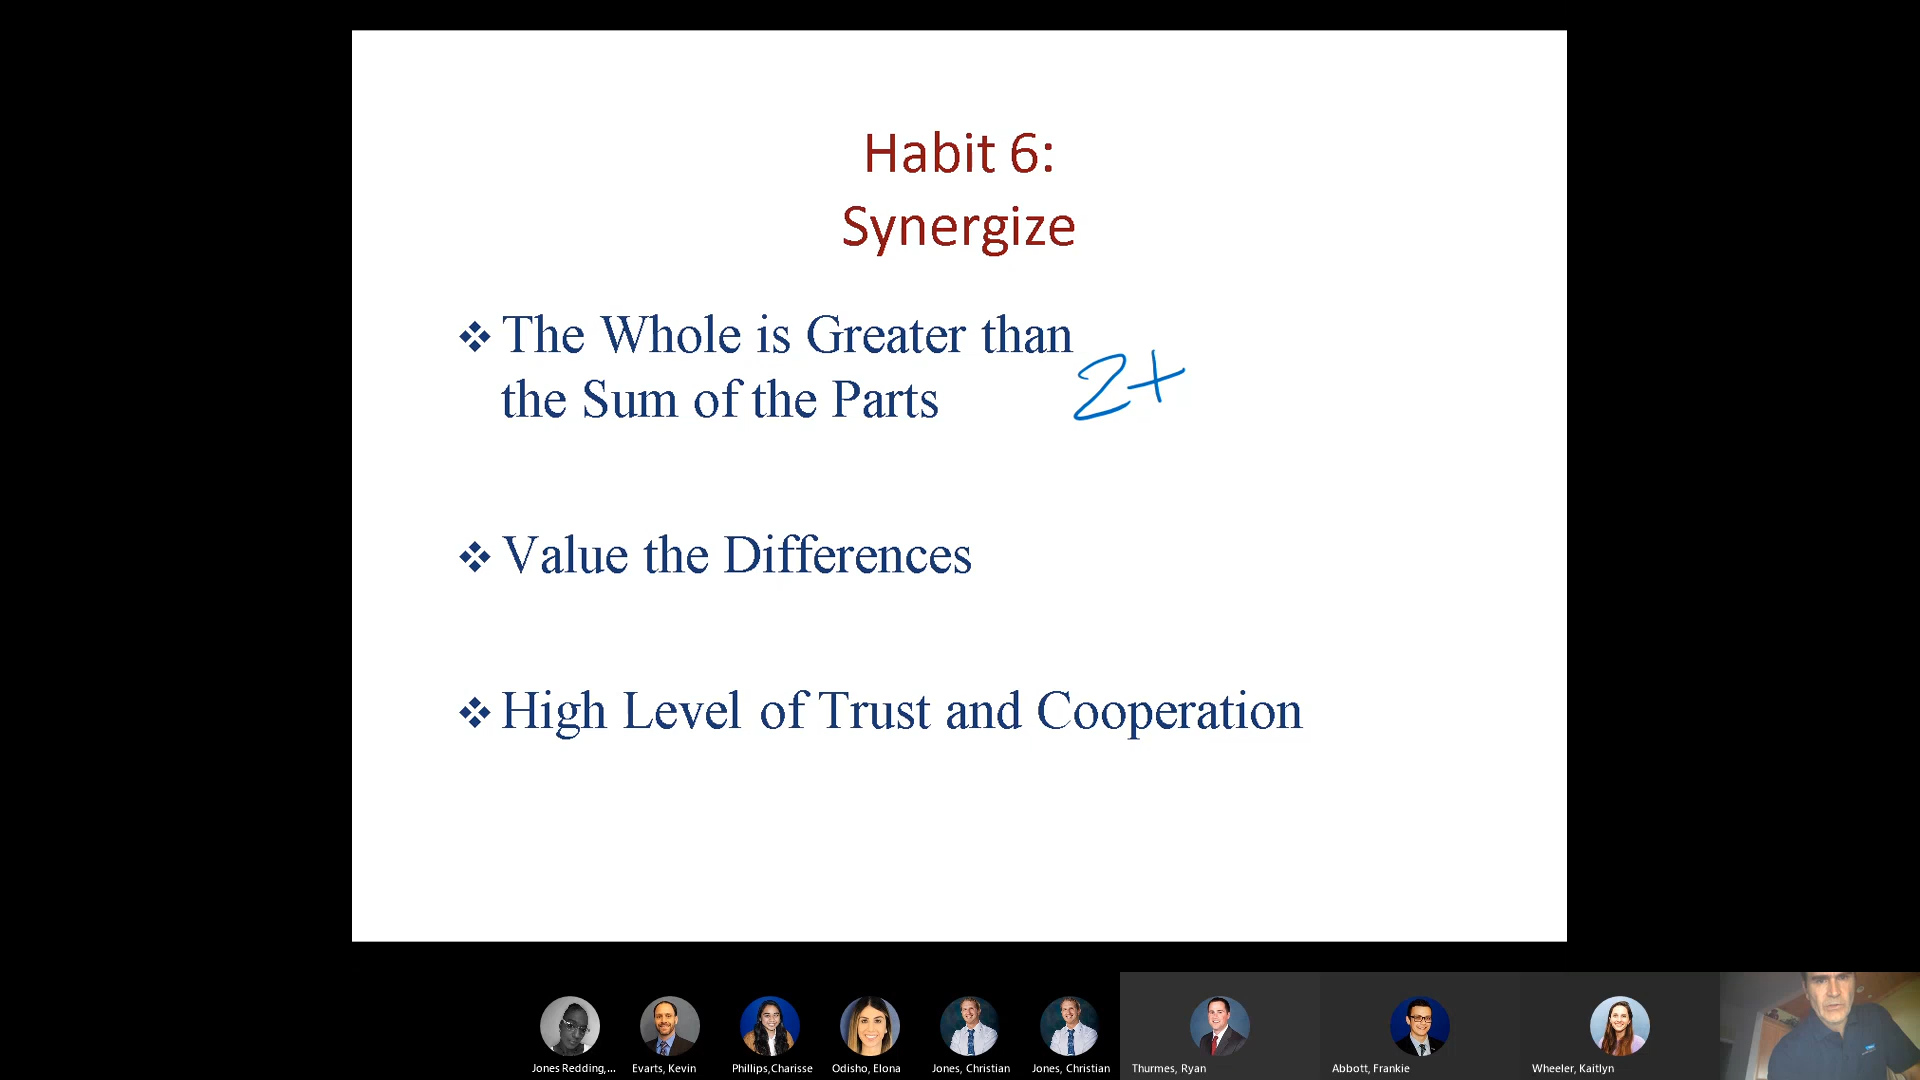 Habit 6:
Synergize
❖ The Whole is Greater than
the Sum of the Parts
2+
❖ Value the Differences
❖ High Level of Trust and Cooperation
Jones Redding,...
Evarts, Kevin
Phillips,Charisse
Odisho, Elona
Jones, Christian
Jones, Christian
Thurmes, Ryan
Abbott, Frankie
Wheeler, Kaitlyn